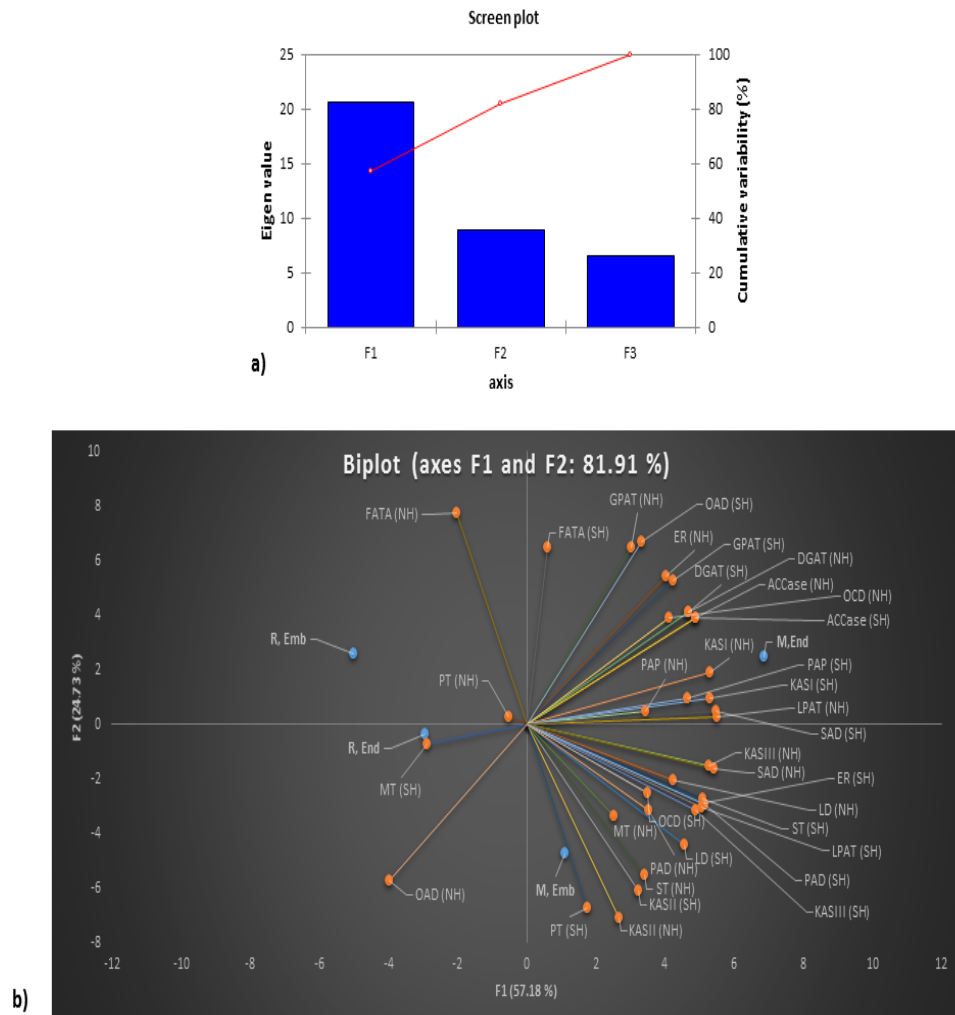 Screen plot
25
20
15
10
5
0
100
80
60
40
20
0
Eigen value
Cumulative variability (%)
F1
F2
F3
axis
a)
Biplot (axes F1 and F2: 81.91 %)
10
8
6
4
2
0
-2
-4
-6
-8
F2 (24.73 %)
FATA (NH)
FATA (SH)
GPAT (NH)
OAD (SH)
ER (NH)
GPAT (SH)
DGAT (NH)
DGAT (SH)
ACCase (NH)
OCD (NH)
ACCase (SH)
R, Emb
KASI (NH)
M,End
PAP (NH)
PAP (SH)
KASI (SH)
PT (NH)
LPAT (NH)
SAD (SH)
R, End
KASIII (NH)
SAD (NH)
ER (SH)
MT (SH)
LD (NH)
MT (NH)
OCD (SH)
ST (SH)
LD (SH)
LPAT (SH)
PAD (NH)
PAD (SH)
OAD (NH)
M, Emb
ST (NH)
KASII (SH)
KASIII (SH)
PT (SH)
KASII (NH)
-12
-10
-8
-6
-4
-2
0
2
4
6
8
10
12
F1 (57.18 %)
b)